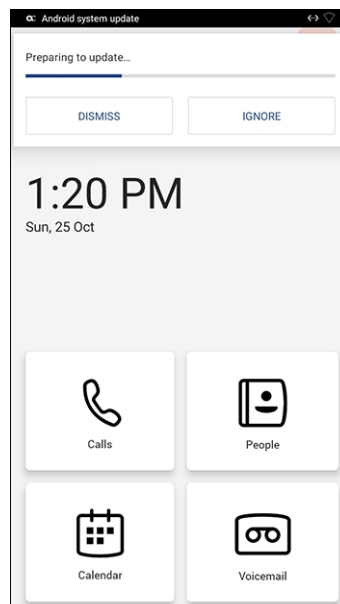 Android system update
Preparing to update...
DISMISS IGNORE
1:20 PM
Sun, 25 Oct
Calls People
Calendar Voicemail